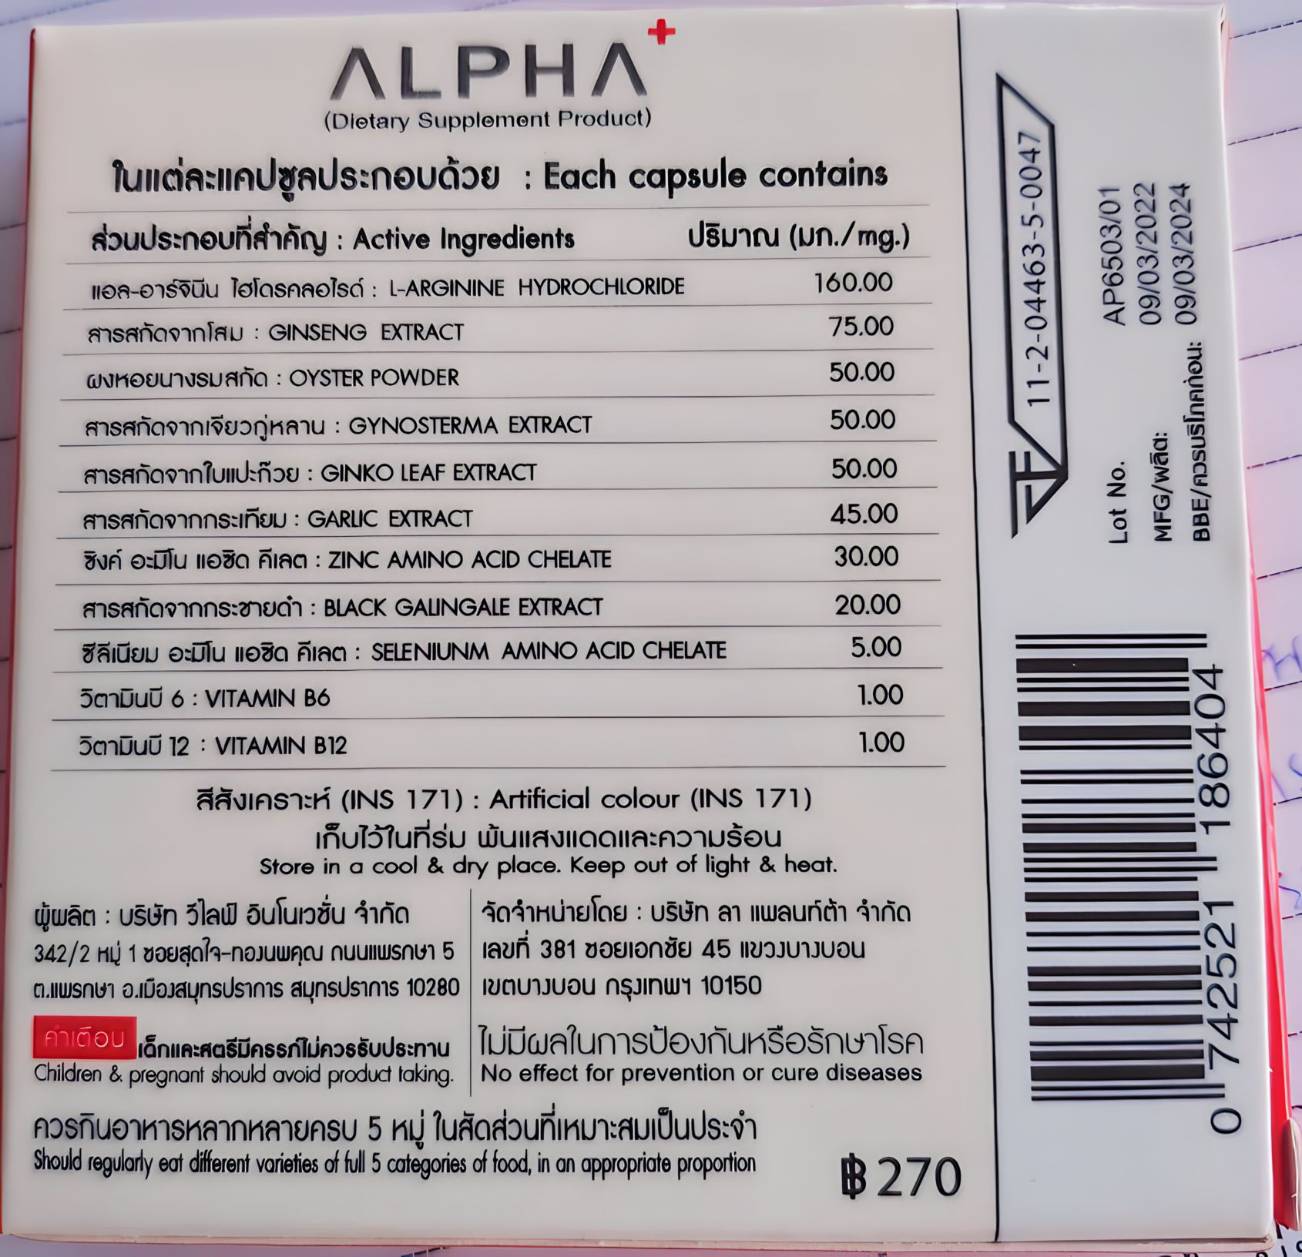 ALPHA+
(Dietary Supplement Product)
ในแต่ละแคปซูลประกอบด้วย : Each capsule contains
ส่วนประกอบที่สำคัญ : Active Ingredients ปริมาณ (มก./mg.)
แอล-อาร์จินีน ไฮโดรคลอไรด์ : L-ARGININE HYDROCHLORIDE 160.00
สารสกัดจากโสม : GINSENG EXTRACT 75.00
ผงหอยนางรมสกัด : OYSTER POWDER 50.00
สารสกัดจากเจียวกู่หลาน : GYNOSTERMA EXTRACT 50.00
สารสกัดจากใบแปะก๊วย : GINKO LEAF EXTRACT 50.00
สารสกัดจากกระเทียม : GARLIC EXTRACT 45.00
ซิงค์ อะมิโน แอซิด คีเลต : ZINC AMINO ACID CHELATE 30.00
สารสกัดจากกระชายดำ : BLACK GALINGALE EXTRACT 20.00
ซีลีเนียม อะมิโน แอซิด คีเลต : SELENIUNM AMINO ACID CHELATE 5.00
วิตามินบี 6 : VITAMIN B6 1.00
วิตามินบี 12 : VITAMIN B12 1.00
สีสังเคราะห์ (INS 171) : Artificial colour (INS 171)
เก็บไว้ในที่ร่ม พ้นแสงแดดและความร้อน
Store in a cool & dry place. Keep out of light & heat.
ผู้ผลิต : บริษัท วีไลฟ์ อินโนเวชั่น จำกัด
342/2 หมู่ 1 ซอยสุดใจ-ทองนพคุณ ถนนแพรกษา 5
ต.แพรกษา อ.เมืองสมุทรปราการ สมุทรปราการ 10280
จัดจำหน่ายโดย : บริษัท ลา แพลนท์ต้า จำกัด
เลขที่ 381 ซอยเอกชัย 45 แขวงบางบอน
เขตบางบอน กรุงเทพฯ 10150
คำเตือน เด็กและสตรีมีครรภ์ไม่ควรรับประทาน
Children & pregnant should avoid product taking.
ไม่มีผลในการป้องกันหรือรักษาโรค
No effect for prevention or cure diseases
ควรกินอาหารหลากหลายครบ 5 หมู่ ในสัดส่วนที่เหมาะสมเป็นประจำ
Should regularly eat different varieties of full 5 categories of food, in an appropriate proportion
฿270
11-2-04463-5-0047
Lot No. AP6503/01
MFG/ผลิต: 09/03/2022
BBE/ควรบริโภคก่อน: 09/03/2024
0 742521 186404